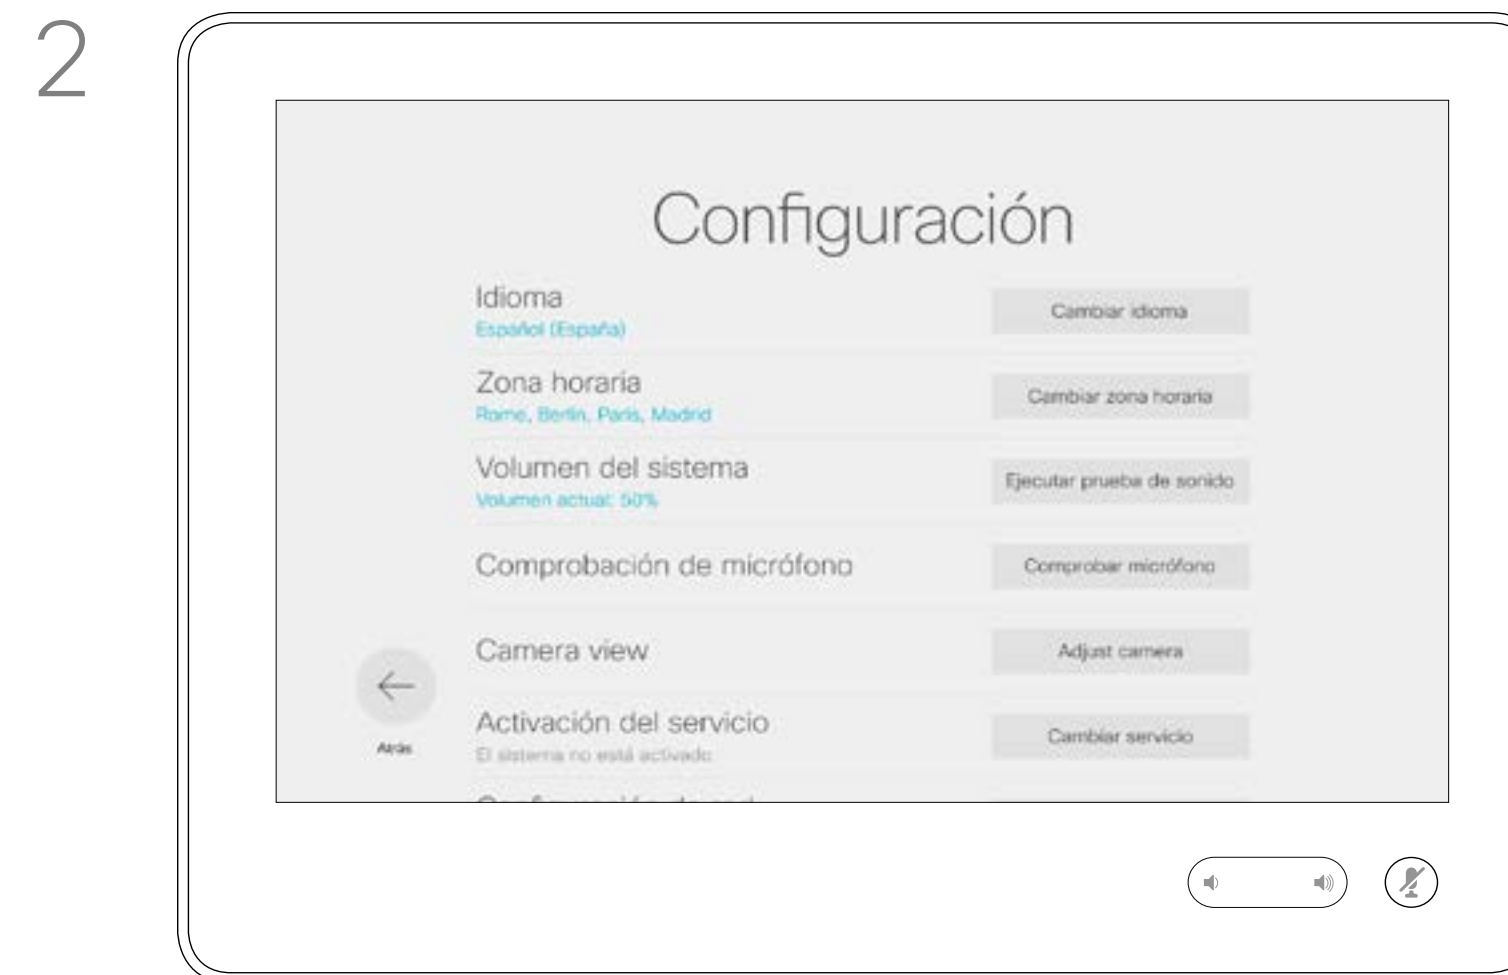 2
Configuración
Idioma
Español (España)
Cambiar idioma
Zona horaria
Rome, Berlin, Paris, Madrid
Cambiar zona horaria
Volumen del sistema
Volumen actual: 50%
Ejecutar prueba de sonido
Comprobación de micrófono
Comprobar micrófono
Camera view
Adjust camera
Activación del servicio
El sistema no está activado
Cambiar servicio
Atrás